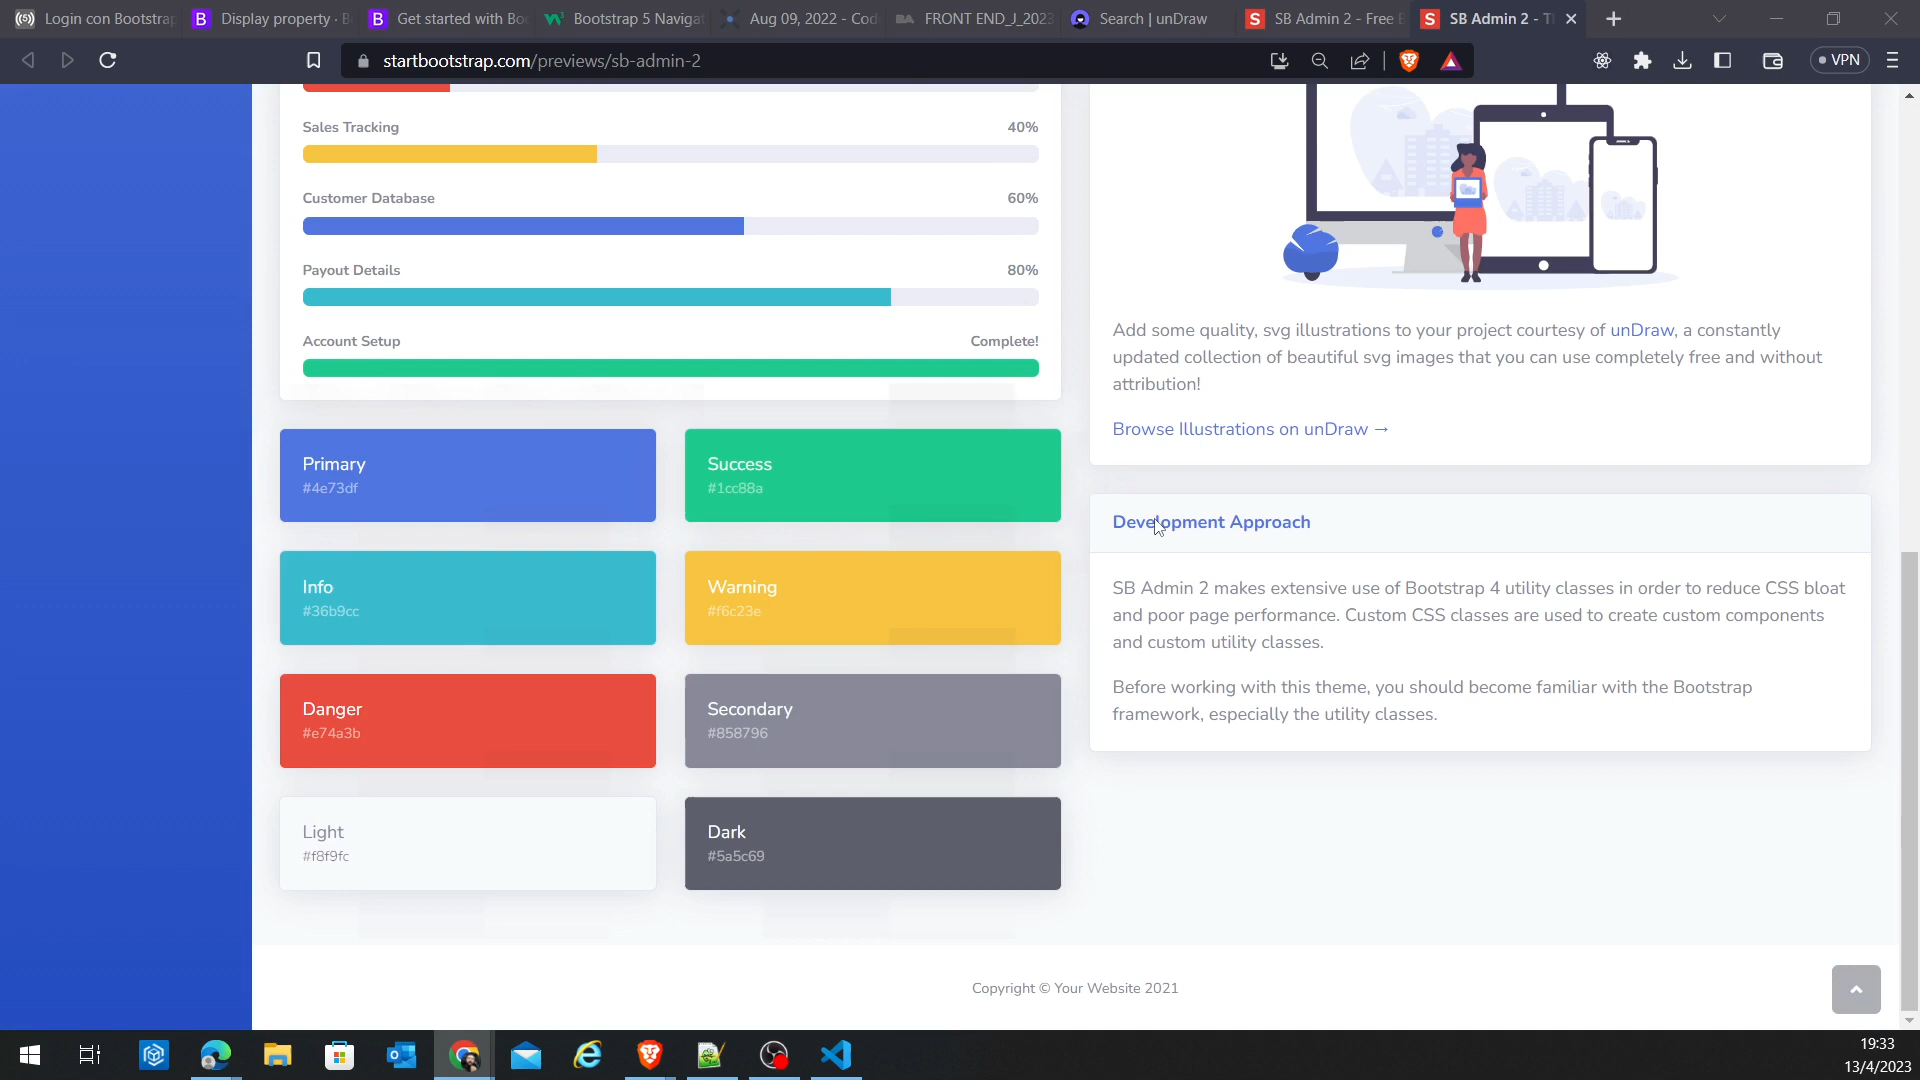 Login con Bootstrap
Display property · B
Get started with Boo
Bootstrap 5 Navigat
Aug 09, 2022 - Cod
FRONT END_J_2023
Search | unDraw
SB Admin 2 - Free B
SB Admin 2 - T
startbootstrap.com/previews/sb-admin-2
VPN
Sales Tracking 40%
Customer Database 60%
Payout Details 80%
Account Setup Complete!
Primary
#4e73df
Success
#1cc88a
Info
#36b9cc
Warning
#f6c23e
Danger
#e74a3b
Secondary
#858796
Light
#f8f9fc
Dark
#5a5c69
Add some quality, svg illustrations to your project courtesy of unDraw, a constantly
updated collection of beautiful svg images that you can use completely free and without
attribution!
Browse Illustrations on unDraw →
Development Approach
SB Admin 2 makes extensive use of Bootstrap 4 utility classes in order to reduce CSS bloat
and poor page performance. Custom CSS classes are used to create custom components
and custom utility classes.
Before working with this theme, you should become familiar with the Bootstrap
framework, especially the utility classes.
Copyright © Your Website 2021
19:33
13/4/2023